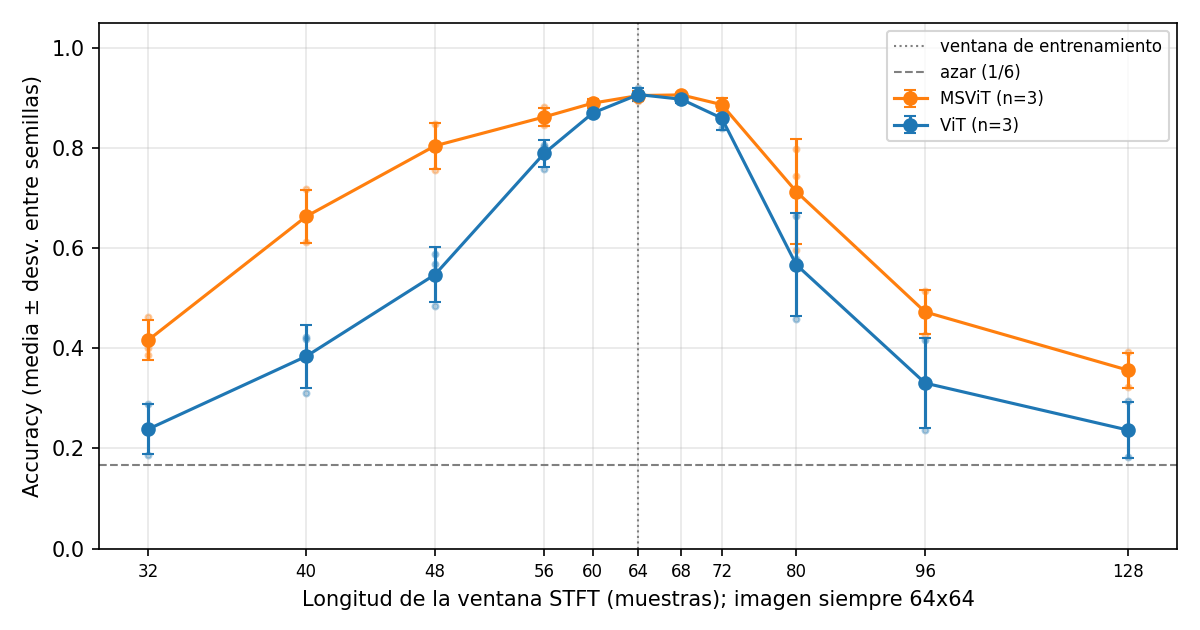 1.0
0.8
0.6
0.4
0.2
0.0
Accuracy (media ± desv. entre semillas)
ventana de entrenamiento
azar (1/6)
MSViT (n=3)
ViT (n=3)
32 40 48 56 60 64 68 72 80 96 128
Longitud de la ventana STFT (muestras); imagen siempre 64x64